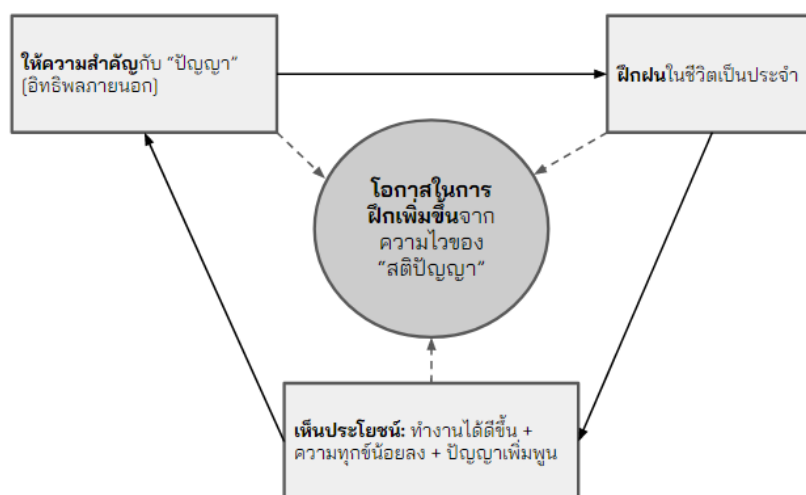 ให้ความสำคัญกับ “ปัญญา”
(อิทธิพลภายนอก)
ฝึกฝนในชีวิตเป็นประจำ
โอกาสในการ
ฝึกเพิ่มขึ้นจาก
ความไวของ
“สติปัญญา”
เห็นประโยชน์: ทำงานได้ดีขึ้น +
ความทุกข์น้อยลง + ปัญญาเพิ่มพูน